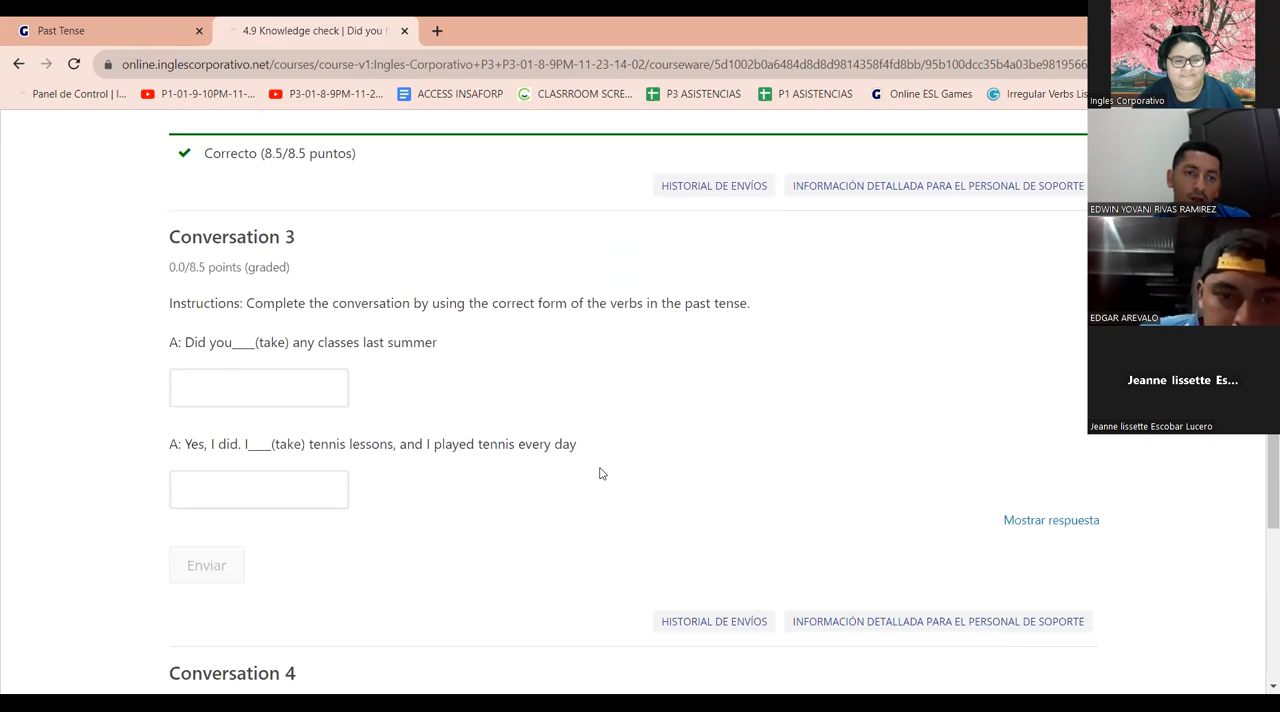 Past Tense
4.9 Knowledge check | Did you
online.inglescorporativo.net/courses/course-v1:Ingles-Corporativo+P3+P3-01-8-9PM-11-23-14-02/courseware/5d1002b0a6484d8d8d9814358f4fd8bb/95b100dcc35b4a03be9819566
Panel de Control | I...
P1-01-9-10PM-11-...
P3-01-8-9PM-11-2...
ACCESS INSAFORP
CLASRROOM SCRE...
P3 ASISTENCIAS
P1 ASISTENCIAS
Online ESL Games
Irregular Verbs Lis
Ingles Corporativo
Correcto (8.5/8.5 puntos)
HISTORIAL DE ENVÍOS
INFORMACIÓN DETALLADA PARA EL PERSONAL DE SOPORTE
EDWIN YOVANI RIVAS RAMIREZ
Conversation 3
0.0/8.5 points (graded)
Instructions: Complete the conversation by using the correct form of the verbs in the past tense.
EDGAR AREVALO
A: Did you___(take) any classes last summer
Jeanne lissette Es...
Jeanne lissette Escobar Lucero
A: Yes, I did. I___(take) tennis lessons, and I played tennis every day
Mostrar respuesta
Enviar
HISTORIAL DE ENVÍOS
INFORMACIÓN DETALLADA PARA EL PERSONAL DE SOPORTE
Conversation 4